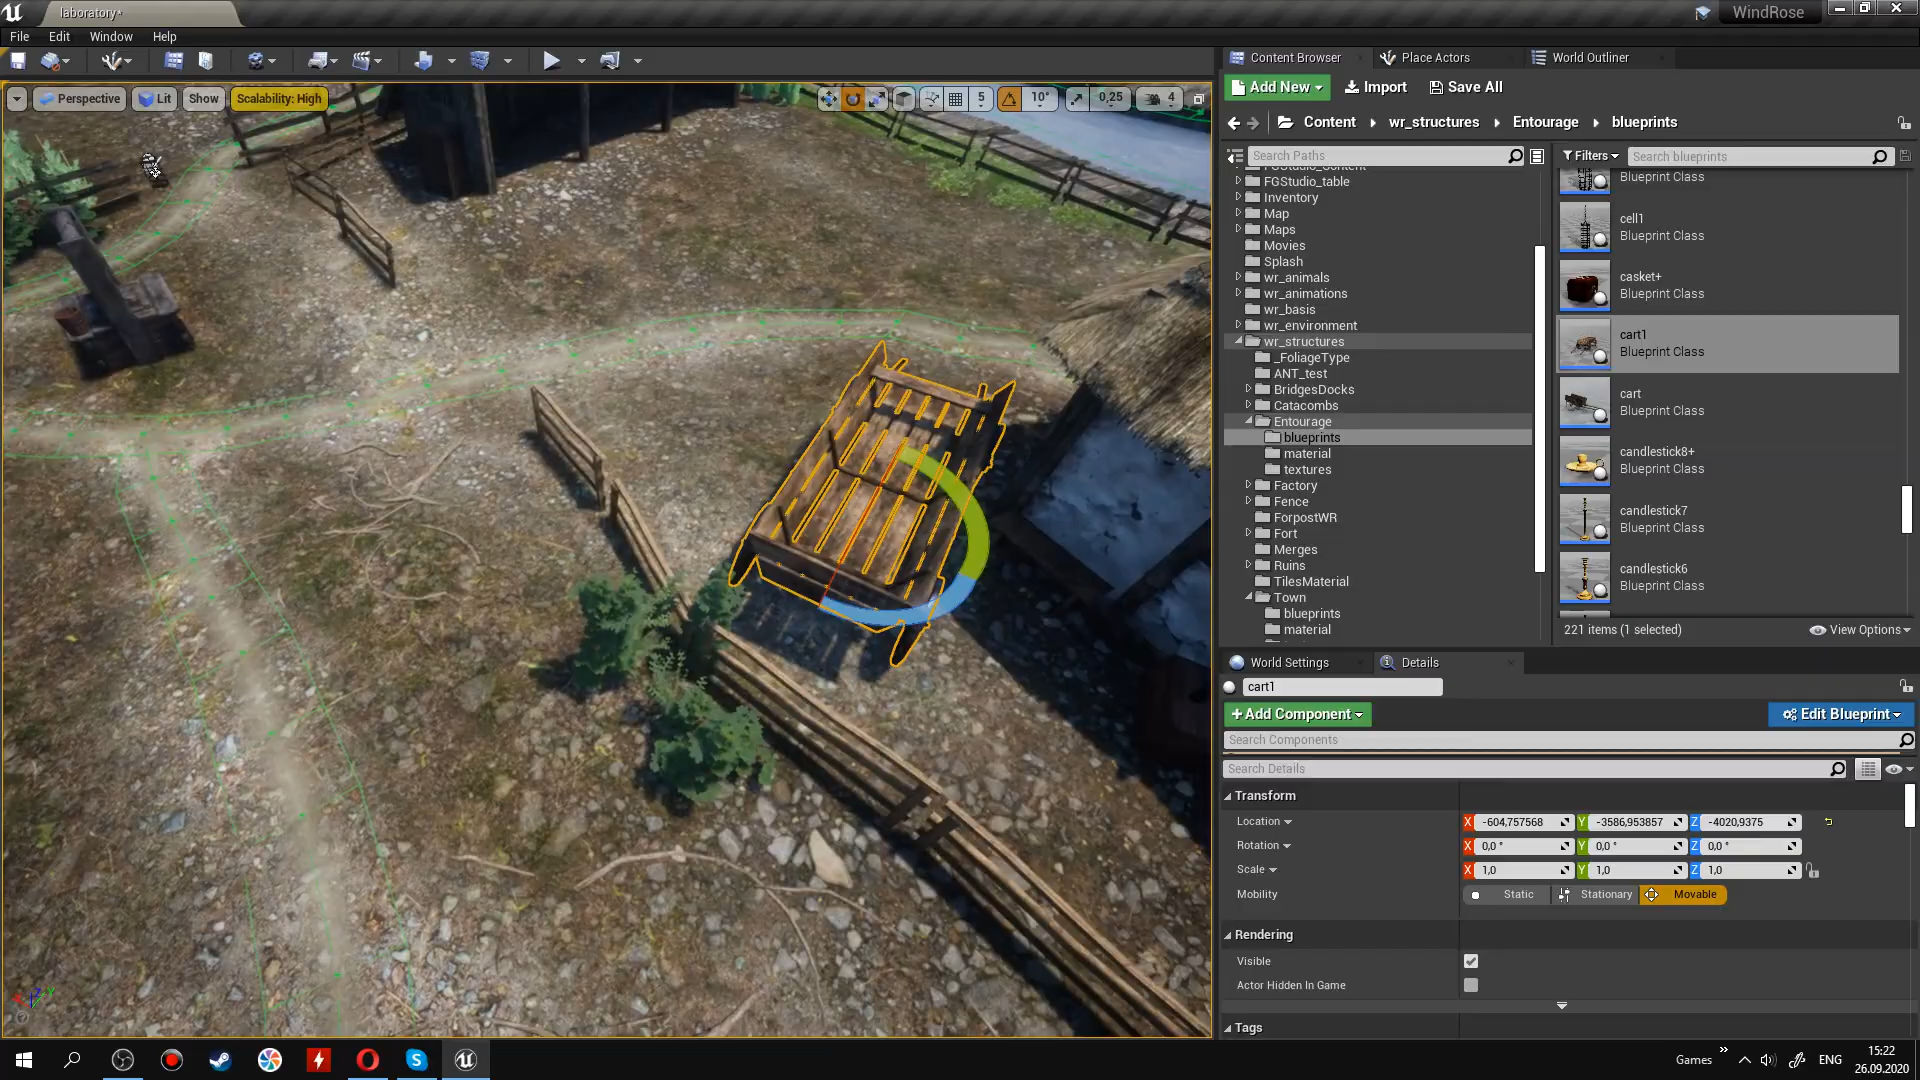 laboratory*
WindRose
File
Edit
Window
Help
Perspective
Lit
Show
Scalability: High
5
10°
0,25
4
Content Browser
Place Actors
World Outliner
Add New
Import
Save All
Content
wr_structures
Entourage
blueprints
Search Paths
FGStudio_Content
FGStudio_table
Inventory
Map
Maps
Movies
Splash
wr_animals
wr_animations
wr_basis
wr_environment
wr_structures
_FoliageType
ANT_test
BridgesDocks
Catacombs
Entourage
blueprints
material
textures
Factory
Fence
ForpostWR
Fort
Merges
Ruins
TilesMaterial
Town
blueprints
material
Filters
Search blueprints
Blueprint Class
cell1
Blueprint Class
casket+
Blueprint Class
cart1
Blueprint Class
cart
Blueprint Class
candlestick8+
Blueprint Class
candlestick7
Blueprint Class
candlestick6
Blueprint Class
221 items (1 selected)
View Options
World Settings
Details
cart1
+Add Component
Edit Blueprint
Search Components
Search Details
Transform
Location
X -604,757568
Y -3586,953857
Z -4020,9375
Rotation
X 0,0 °
Y 0,0 °
Z 0,0 °
Scale
X 1,0
Y 1,0
Z 1,0
Mobility
Static
Stationary
Movable
Rendering
Visible
Actor Hidden In Game
Tags
Games
ENG
15:22
26.09.2020